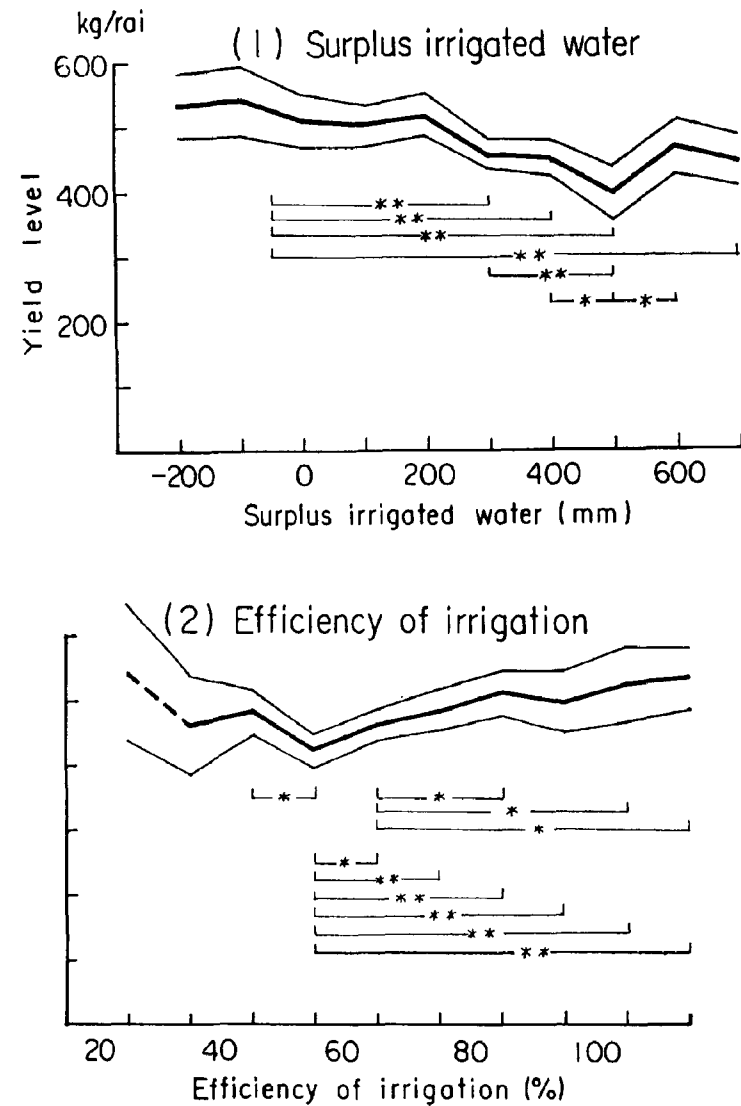 kg/rai
(1) Surplus irrigated water
600
400
200
Yield level
**
**
**
**
**
* *
-200 0 200 400 600
Surplus irrigated water (mm)
(2) Efficiency of irrigation
* *
*
*
*
**
**
**
**
**
20 40 60 80 100
Efficiency of irrigation (%)